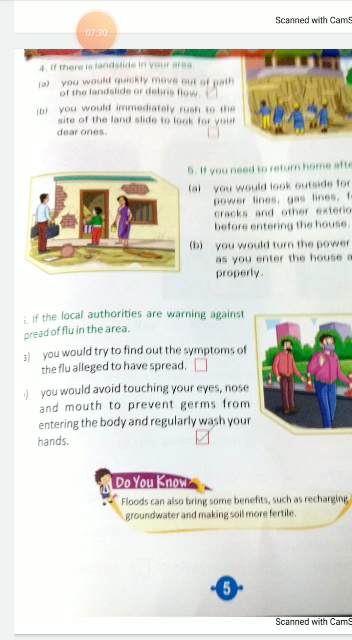 Scanned with CamS
07:30
4. If there is landslide in your area.
(a) you would quickly move out of path
of the landslide or debris flow.
(b) you would immediately rush to the
site of the land slide to look for your
dear ones.
5. If you need to return home afte
(a) you would look outside for
power lines, gas lines, f
cracks and other exterio
before entering the house.
(b) you would turn the power
as you enter the house a
properly.
. If the local authorities are warning against
pread of flu in the area.
a) you would try to find out the symptoms of
the flu alleged to have spread.
) you would avoid touching your eyes, nose
and mouth to prevent germs from
entering the body and regularly wash your
hands.
Do You Know
Floods can also bring some benefits, such as recharging
groundwater and making soil more fertile.
5
Scanned with CamS